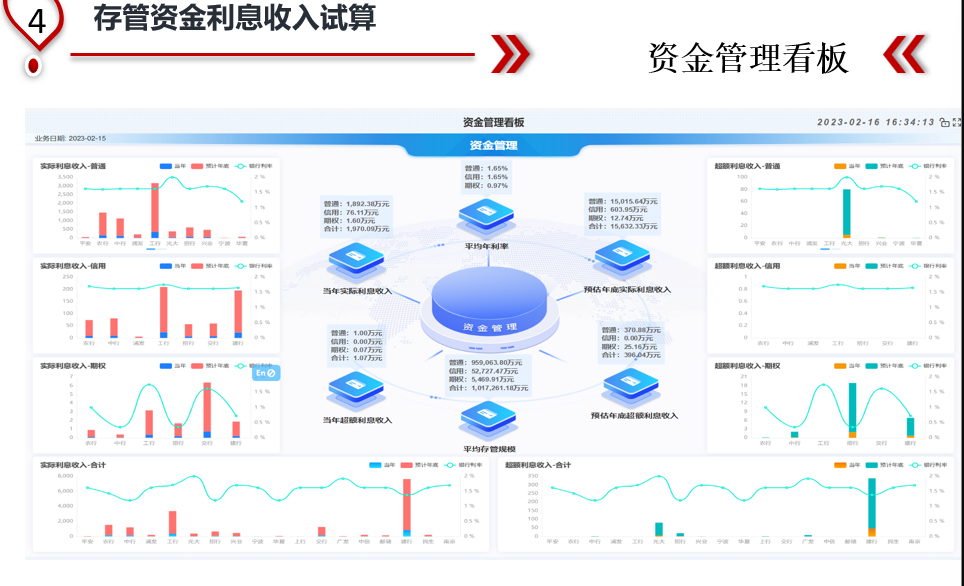 4
存管资金利息收入试算
资金管理看板
资金管理看板
业务日期: 2023-02-15
2023-02-16 16:34:13
资金管理
实际利息收入-普通
当年 预计年底 银行利率
3,500
3,000
2,500
2,000
1,500
1,000
500
0
2 %
1.5 %
1 %
0.5 %
0 %
平安 农行 中行 浦发 工行 光大 招行 兴业 宁波 华夏
实际利息收入-信用
当年 预计年底 银行利率
250
200
150
100
50
0
2 %
1.5 %
1 %
0.5 %
0 %
农行 中行 浦发 工行 招行 交行 建行
实际利息收入-期权
当年 预计年底 银行利率
En
7
6
5
4
3
2
1
0
1.5 %
1 %
0.5 %
0 %
农行 中行 工行 招行 交行 建行
普通: 1.65%
信用: 1.65%
期权: 0.97%
平均年利率
普通: 1,892.38万元
信用: 76.11万元
期权: 1.60万元
合计: 1,970.09万元
当年实际利息收入
普通: 15,015.64万元
信用: 603.95万元
期权: 12.74万元
合计: 15,632.33万元
预估年底实际利息收入
资金管理
普通: 1.00万元
信用: 0.00万元
期权: 0.07万元
合计: 1.07万元
当年超额利息收入
普通: 370.88万元
信用: 0.00万元
期权: 25.16万元
合计: 396.04万元
预估年底超额利息收入
普通: 959,063.80万元
信用: 52,727.47万元
期权: 5,469.91万元
合计: 1,017,261.18万元
平均存管规模
超额利息收入-普通
当年 预计年底 银行利率
100
80
60
40
20
0
2 %
1.5 %
1 %
0.5 %
0 %
平安 农行 中行 浦发 工行 光大 招行 兴业 宁波 华夏
超额利息收入-信用
当年 预计年底 银行利率
1
0.8
0.6
0.4
0.2
2 %
1.5 %
1 %
0.5 %
0 %
农行 中行 浦发 工行 招行 交行 建行
超额利息收入-期权
当年 预计年底 银行利率
21
18
15
12
9
6
3
0
2 %
1.5 %
1 %
0.5 %
0 %
农行 中行 工行 招行 交行 建行
实际利息收入-合计
当年 预计年底 银行利率
8,000
6,000
4,000
2,000
0
2 %
1.5 %
1 %
0.5 %
0 %
平安 农行 中行 浦发 工行 光大 招行 兴业 宁波 华夏 上行 交行 广发 中信 邮储 建行 民生 南京
超额利息收入-合计
当年 预计年底 银行利率
350
300
250
200
150
100
50
0
2 %
1.5 %
1 %
0.5 %
0 %
平安 农行 中行 浦发 工行 光大 招行 兴业 宁波 华夏 上行 交行 广发 中信 邮储 建行 民生 南京